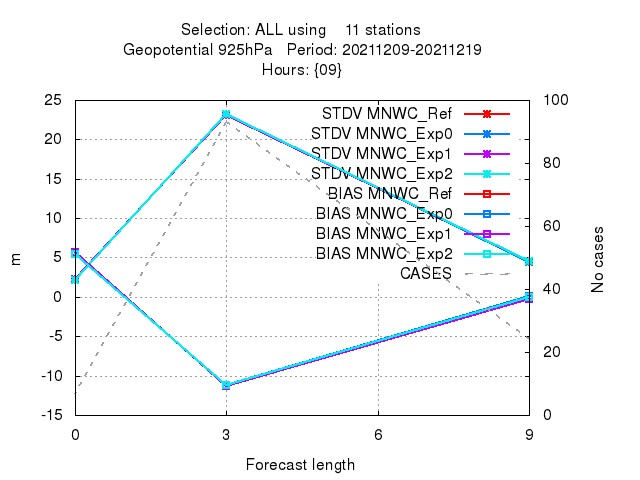 Selection: ALL using 11 stations
Geopotential 925hPa Period: 20211209-20211219
Hours: {09}
25
20
15
10
5
0
-5
-10
-15
m
100
80
60
40
20
0
No cases
STDV MNWC_Ref
STDV MNWC_Exp0
STDV MNWC_Exp1
STDV MNWC_Exp2
BIAS MNWC_Ref
BIAS MNWC_Exp0
BIAS MNWC_Exp1
BIAS MNWC_Exp2
CASES
0 3 6 9
Forecast length